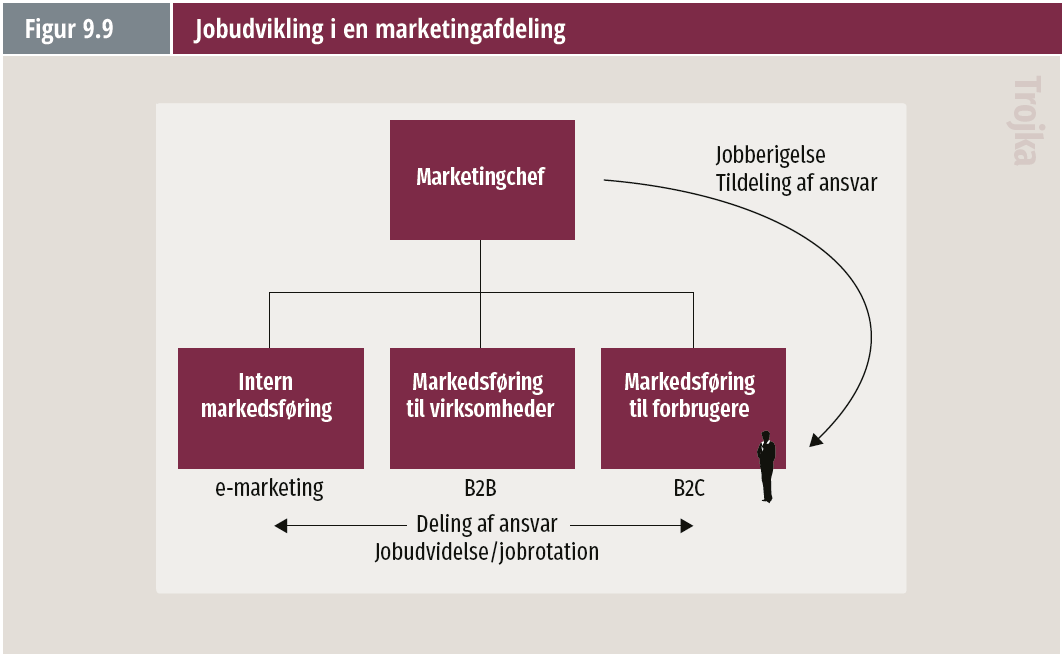 Figur 9.9
Jobudvikling i en marketingafdeling
Trojka
Marketingchef
Jobberigelse
Tildeling af ansvar
Intern
markedsføring
Markedsføring
til virksomheder
Markedsføring
til forbrugere
e-marketing
B2B
B2C
Deling af ansvar
Jobudvidelse/jobrotation